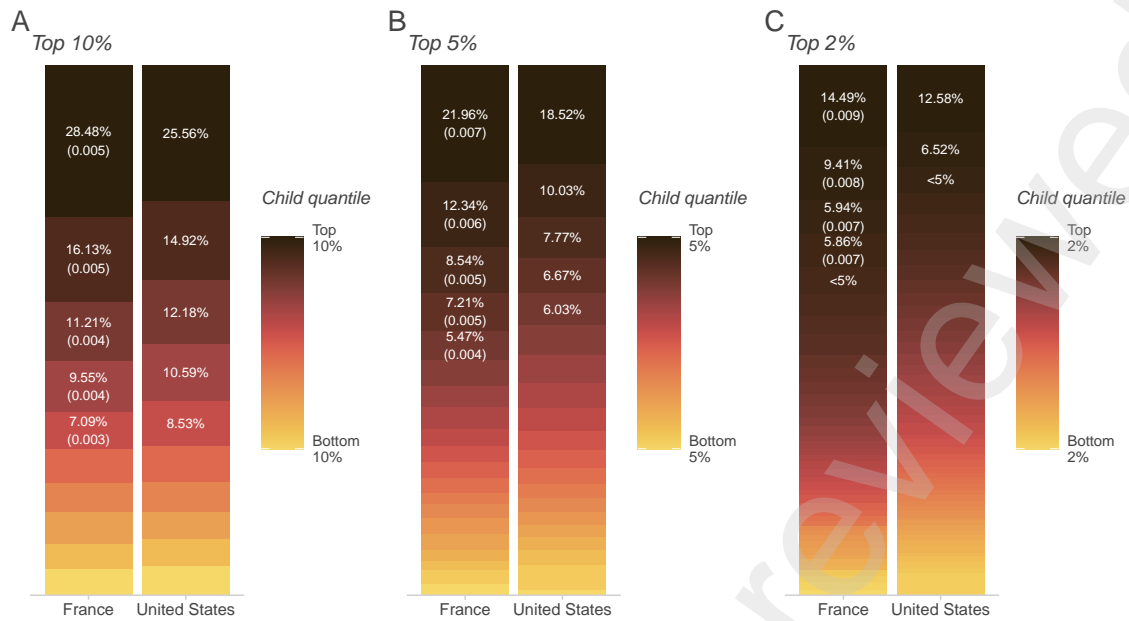 A
Top 10%
28.48%
(0.005)
16.13%
(0.005)
11.21%
(0.004)
9.55%
(0.004)
7.09%
(0.003)
25.56%
14.92%
12.18%
10.59%
8.53%
France
United States
Child quantile
Top
10%
Bottom
10%
B
Top 5%
21.96%
(0.007)
12.34%
(0.006)
8.54%
(0.005)
7.21%
(0.005)
5.47%
(0.004)
18.52%
10.03%
7.77%
6.67%
6.03%
France
United States
Child quantile
Top
5%
Bottom
5%
C
Top 2%
14.49%
(0.009)
9.41%
(0.008)
5.94%
(0.007)
5.86%
(0.007)
<5%
12.58%
6.52%
<5%
France
United States
Child quantile
Top
2%
Bottom
2%